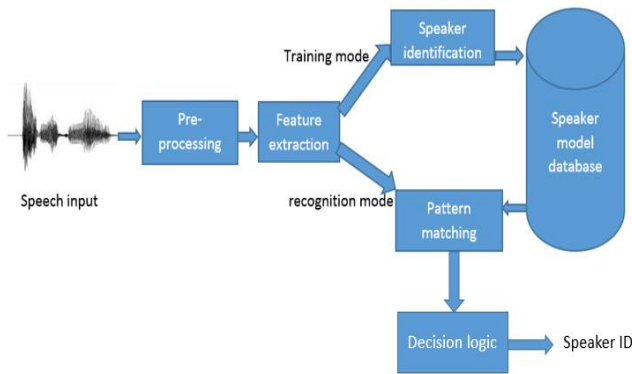 Speech input
Pre-
processing
Feature
extraction
Training mode
Speaker
identification
Speaker
model
database
recognition mode
Pattern
matching
Decision logic
Speaker ID